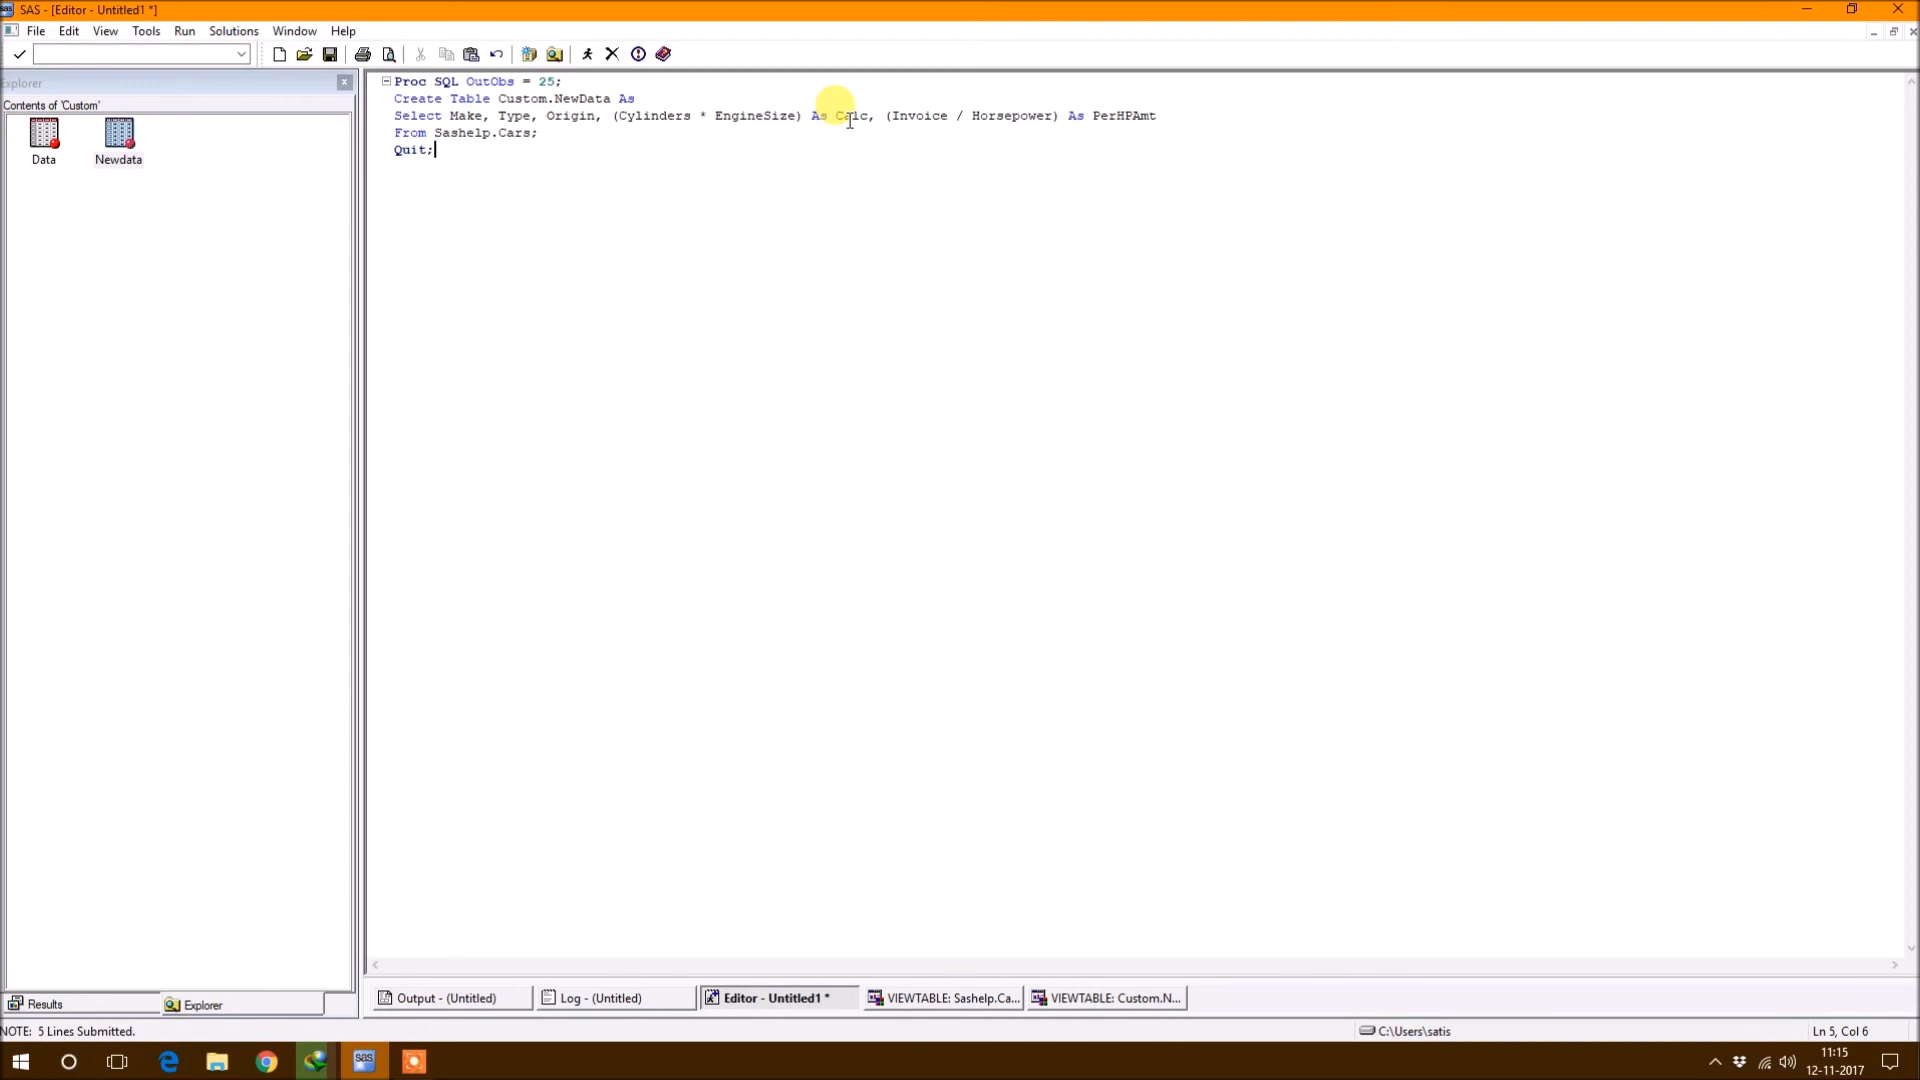 SAS - [Editor - Untitled1 *]
File Edit View Tools Run Solutions Window Help
Explorer
Contents of 'Custom'
Data
Newdata
Proc SQL OutObs = 25;
Create Table Custom.NewData As
Select Make, Type, Origin, (Cylinders * EngineSize) As Calc, (Invoice / Horsepower) As PerHPAmt
From Sashelp.Cars;
Quit;
Results
Explorer
Output - (Untitled)
Log - (Untitled)
Editor - Untitled1 *
VIEWTABLE: Sashelp.Ca...
VIEWTABLE: Custom.N...
NOTE: 5 Lines Submitted.
C:\Users\satis
Ln 5, Col 6
sas
11:15
12-11-2017